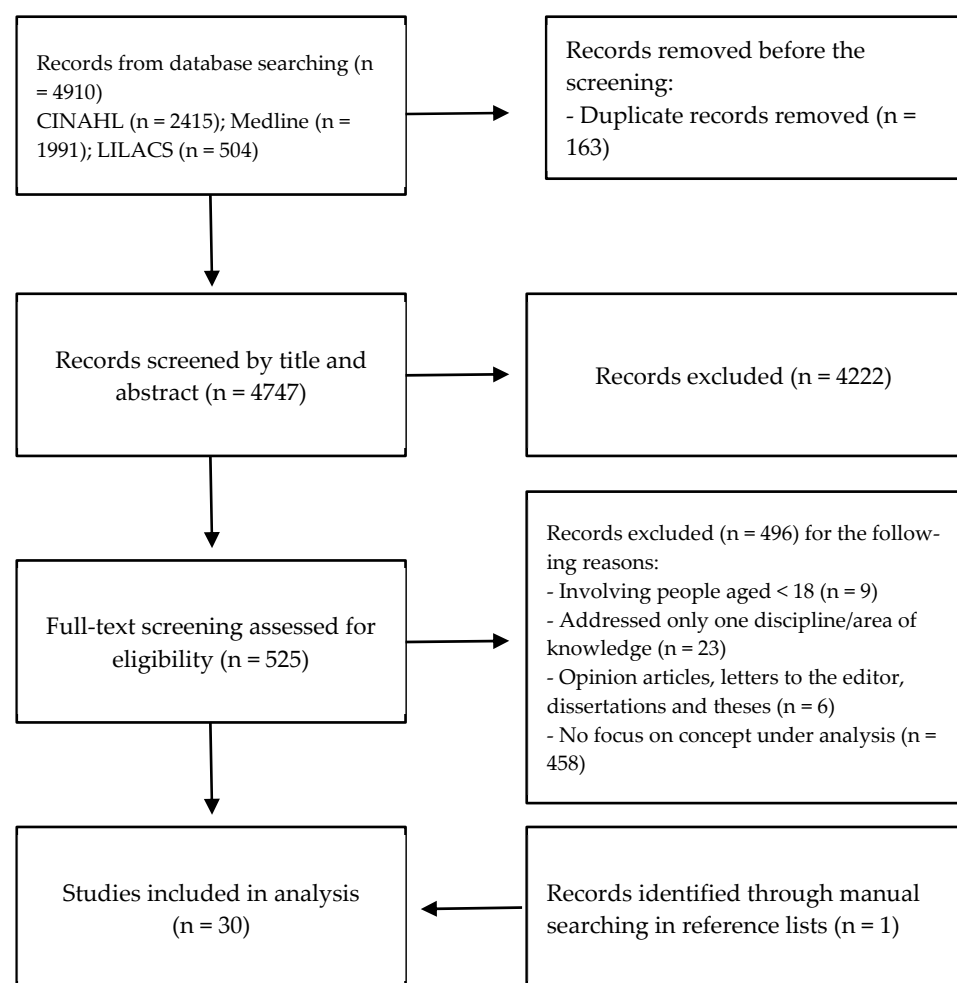 Records from database searching (n
= 4910)
CINAHL (n = 2415); Medline (n =
1991); LILACS (n = 504)
Records removed before the
screening:
- Duplicate records removed (n =
163)
Records screened by title and
abstract (n = 4747)
Records excluded (n = 4222)
Full-text screening assessed for
eligibility (n = 525)
Records excluded (n = 496) for the follow-
ing reasons:
- Involving people aged < 18 (n = 9)
- Addressed only one discipline/area of
knowledge (n = 23)
- Opinion articles, letters to the editor,
dissertations and theses (n = 6)
- No focus on concept under analysis (n =
458)
Studies included in analysis
(n = 30)
Records identified through manual
searching in reference lists (n = 1)